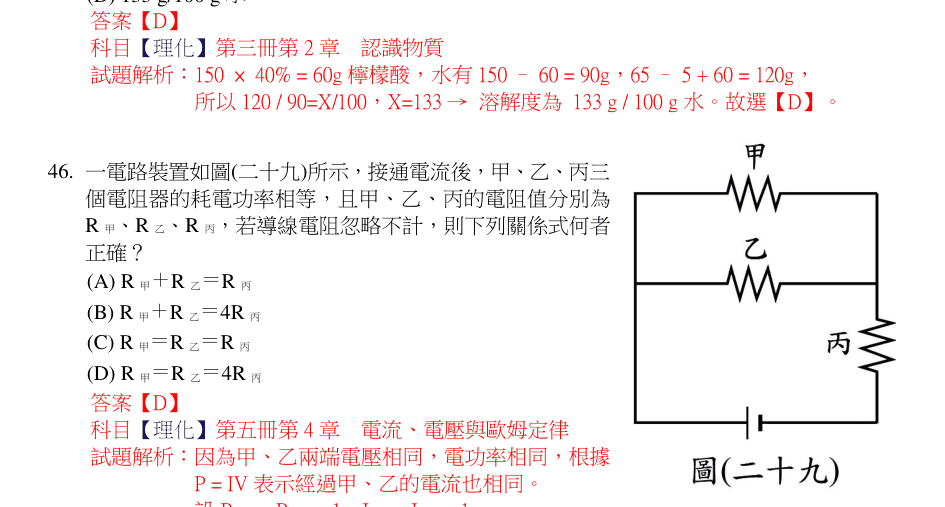 答案【D】
科目【理化】第三冊第 2 章　認識物質
試題解析：150 × 40% = 60g 檸檬酸，水有 150 – 60 = 90g，65 – 5 + 60 = 120g，
所以 120 / 90=X/100，X=133 → 溶解度為 133 g / 100 g 水。故選【D】。
46. 一電路裝置如圖(二十九)所示，接通電流後，甲、乙、丙三
個電阻器的耗電功率相等，且甲、乙、丙的電阻值分別為
R 甲、R 乙、R 丙，若導線電阻忽略不計，則下列關係式何者
正確？
(A) R 甲＋R 乙＝R 丙
(B) R 甲＋R 乙＝4R 丙
(C) R 甲＝R 乙＝R 丙
(D) R 甲＝R 乙＝4R 丙
答案【D】
科目【理化】第五冊第 4 章　電流、電壓與歐姆定律
試題解析：因為甲、乙兩端電壓相同，電功率相同，根據
P = IV 表示經過甲、乙的電流也相同。
甲
乙
丙
圖(二十九)